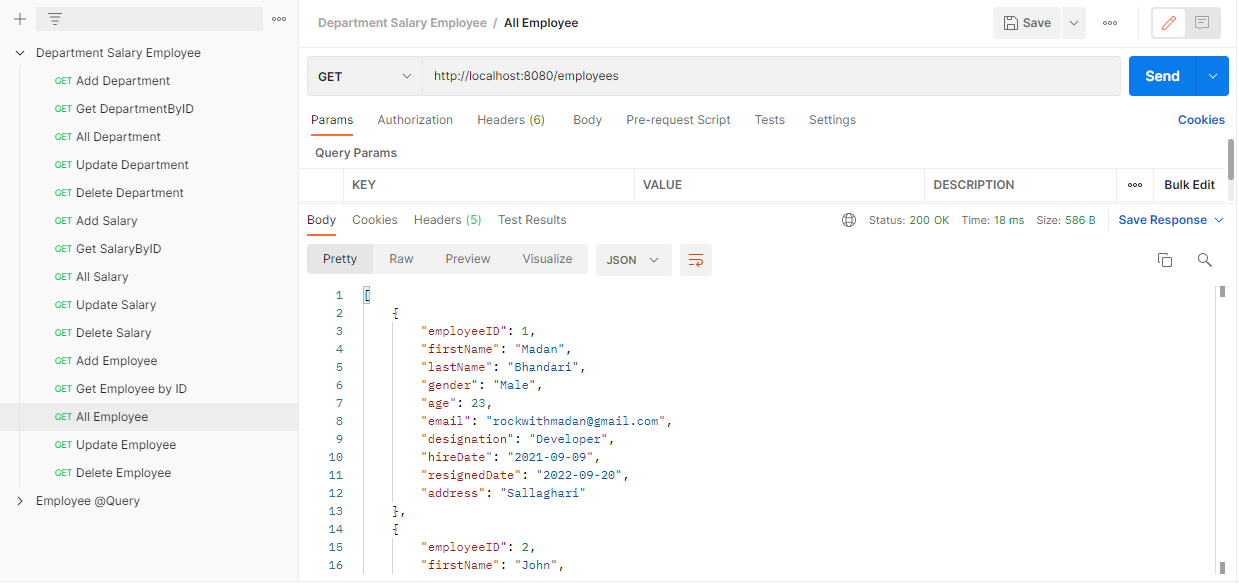 Department Salary Employee / All Employee
Save
Department Salary Employee
GET Add Department
GET Get DepartmentByID
GET All Department
GET Update Department
GET Delete Department
GET Add Salary
GET Get SalaryByID
GET All Salary
GET Update Salary
GET Delete Salary
GET Add Employee
GET Get Employee by ID
GET All Employee
GET Update Employee
GET Delete Employee
Employee @Query
GET http://localhost:8080/employees Send
Params Authorization Headers (6) Body Pre-request Script Tests Settings Cookies
Query Params
KEY VALUE DESCRIPTION Bulk Edit
Body Cookies Headers (5) Test Results Status: 200 OK Time: 18 ms Size: 586 B Save Response
Pretty Raw Preview Visualize JSON
1 [
2 {
3 "employeeID": 1,
4 "firstName": "Madan",
5 "lastName": "Bhandari",
6 "gender": "Male",
7 "age": 23,
8 "email": "rockwithmadan@gmail.com",
9 "designation": "Developer",
10 "hireDate": "2021-09-09",
11 "resignedDate": "2022-09-20",
12 "address": "Sallaghari"
13 },
14 {
15 "employeeID": 2,
16 "firstName": "John",